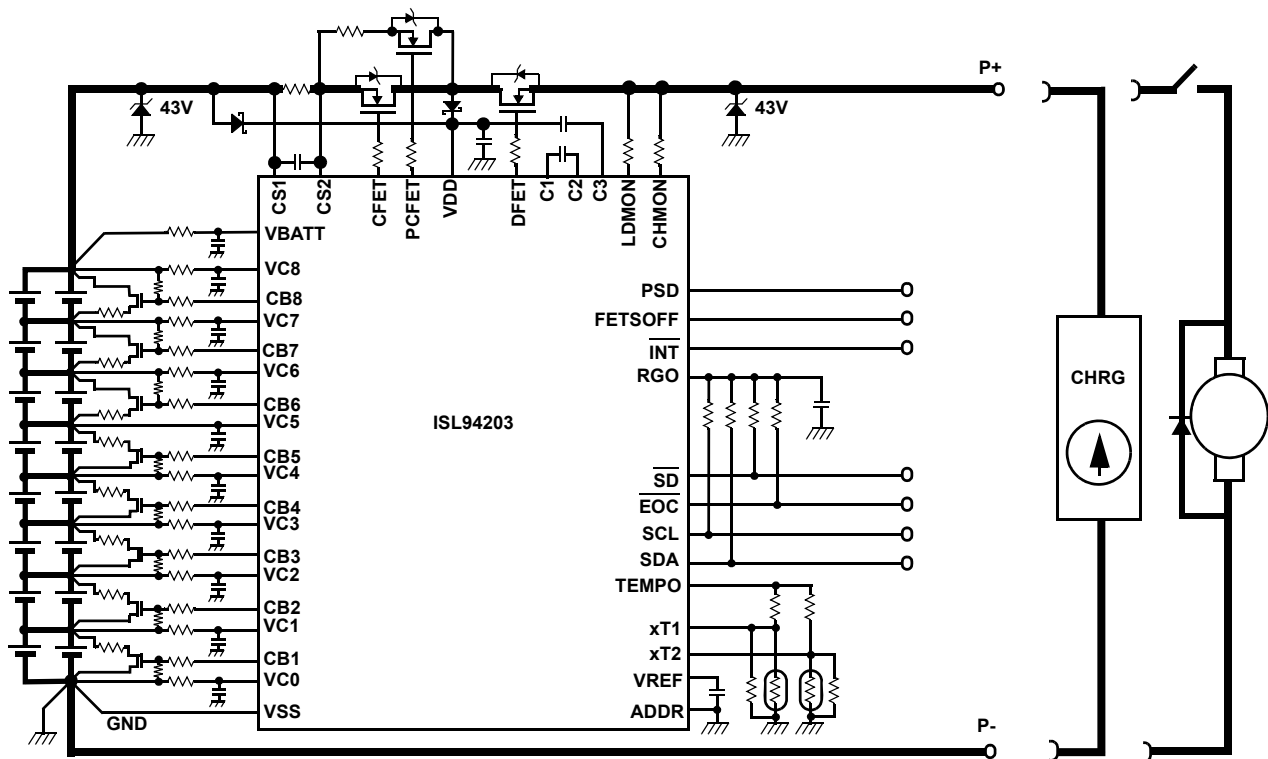 P+
43V
43V
CS1
CS2
CFET
PCFET
VDD
DFET
C1
C2
C3
LDMON
CHMON
VBATT
VC8
CB8
VC7
CB7
VC6
CB6
VC5
CB5
VC4
CB4
VC3
CB3
VC2
CB2
VC1
CB1
VC0
VSS
GND
ISL94203
PSD
FETSOFF
INT
RGO
SD
EOC
SCL
SDA
TEMPO
xT1
xT2
VREF
ADDR
CHRG
P-